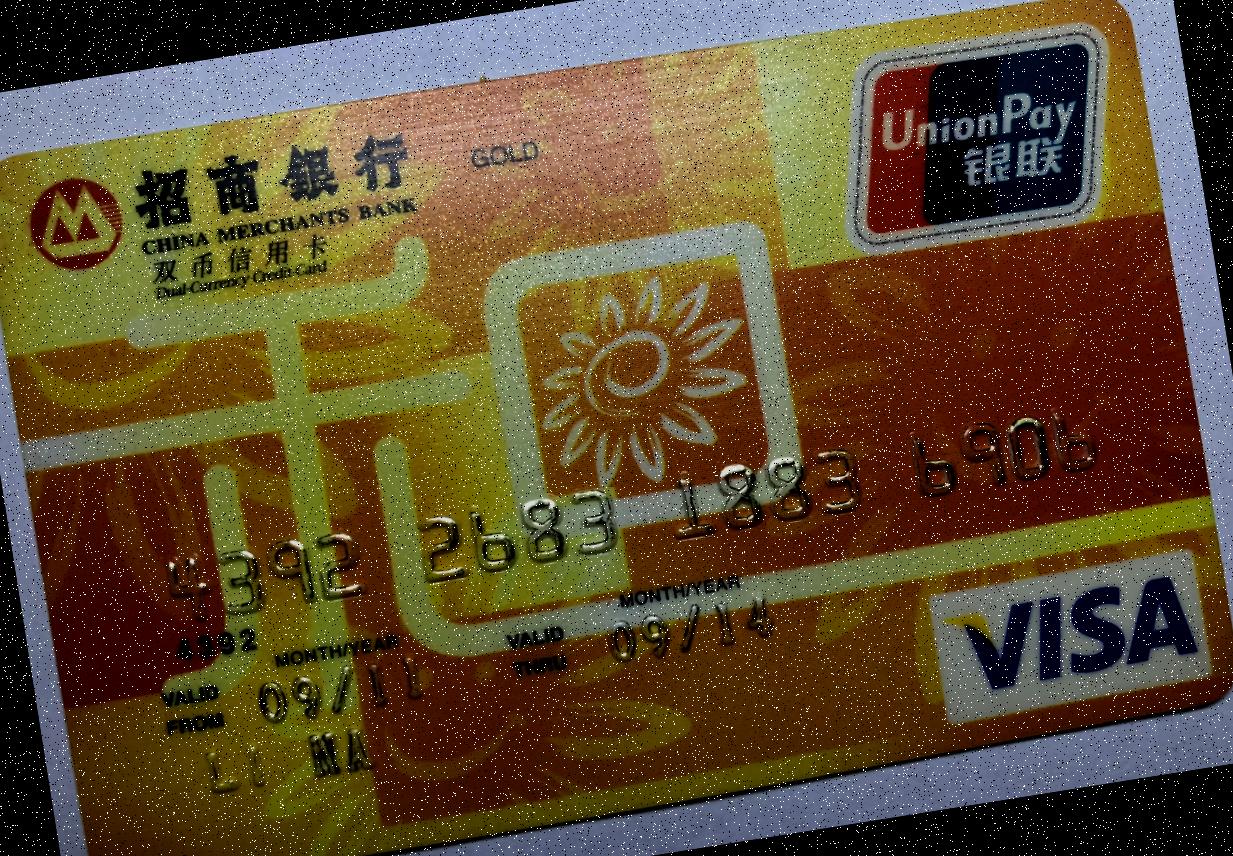 招商银行
GOLD
CHINA MERCHANTS BANK
双币信用卡
Dual-Currency Credit Card
UnionPay
银联
4392 2683 1883 6906
4392
MONTH/YEAR
VALID FROM 09/11
MONTH/YEAR
VALID THRU 09/14
LI
VISA